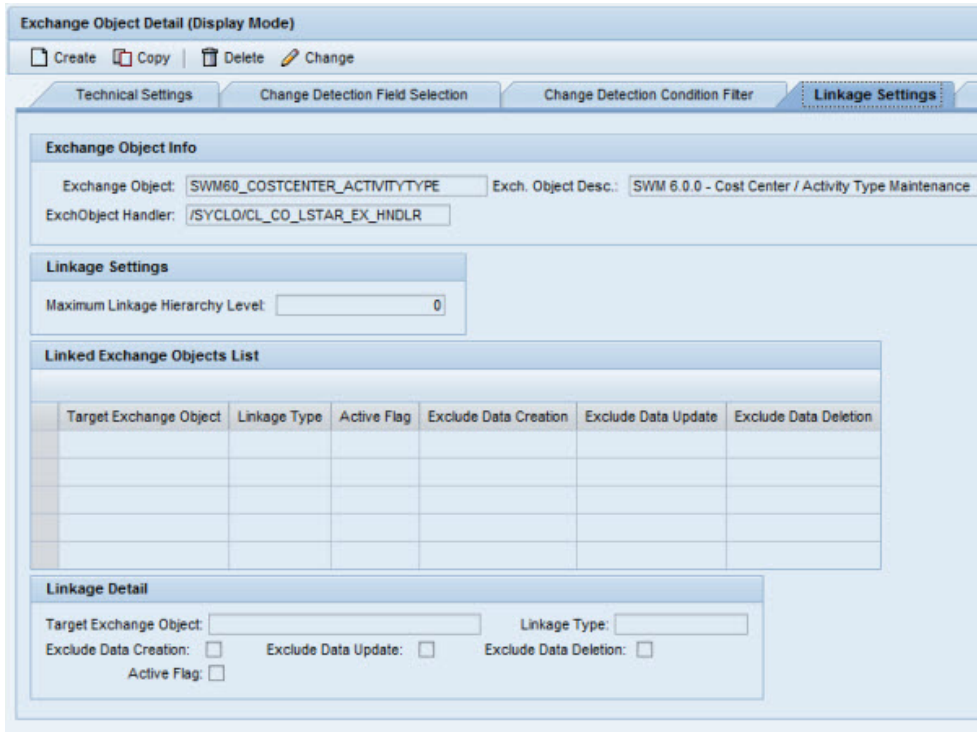 Exchange Object Detail (Display Mode)
Create Copy Delete Change
Technical Settings Change Detection Field Selection Change Detection Condition Filter Linkage Settings
Exchange Object Info
Exchange Object: SWM60_COSTCENTER_ACTIVITYTYPE Exch. Object Desc.: SWM 6.0.0 - Cost Center / Activity Type Maintenance
ExchObject Handler: /SYCLO/CL_CO_LSTAR_EX_HNDLR
Linkage Settings
Maximum Linkage Hierarchy Level: 0
Linked Exchange Objects List
Target Exchange Object Linkage Type Active Flag Exclude Data Creation Exclude Data Update Exclude Data Deletion
Linkage Detail
Target Exchange Object: Linkage Type:
Exclude Data Creation: Exclude Data Update: Exclude Data Deletion:
Active Flag: